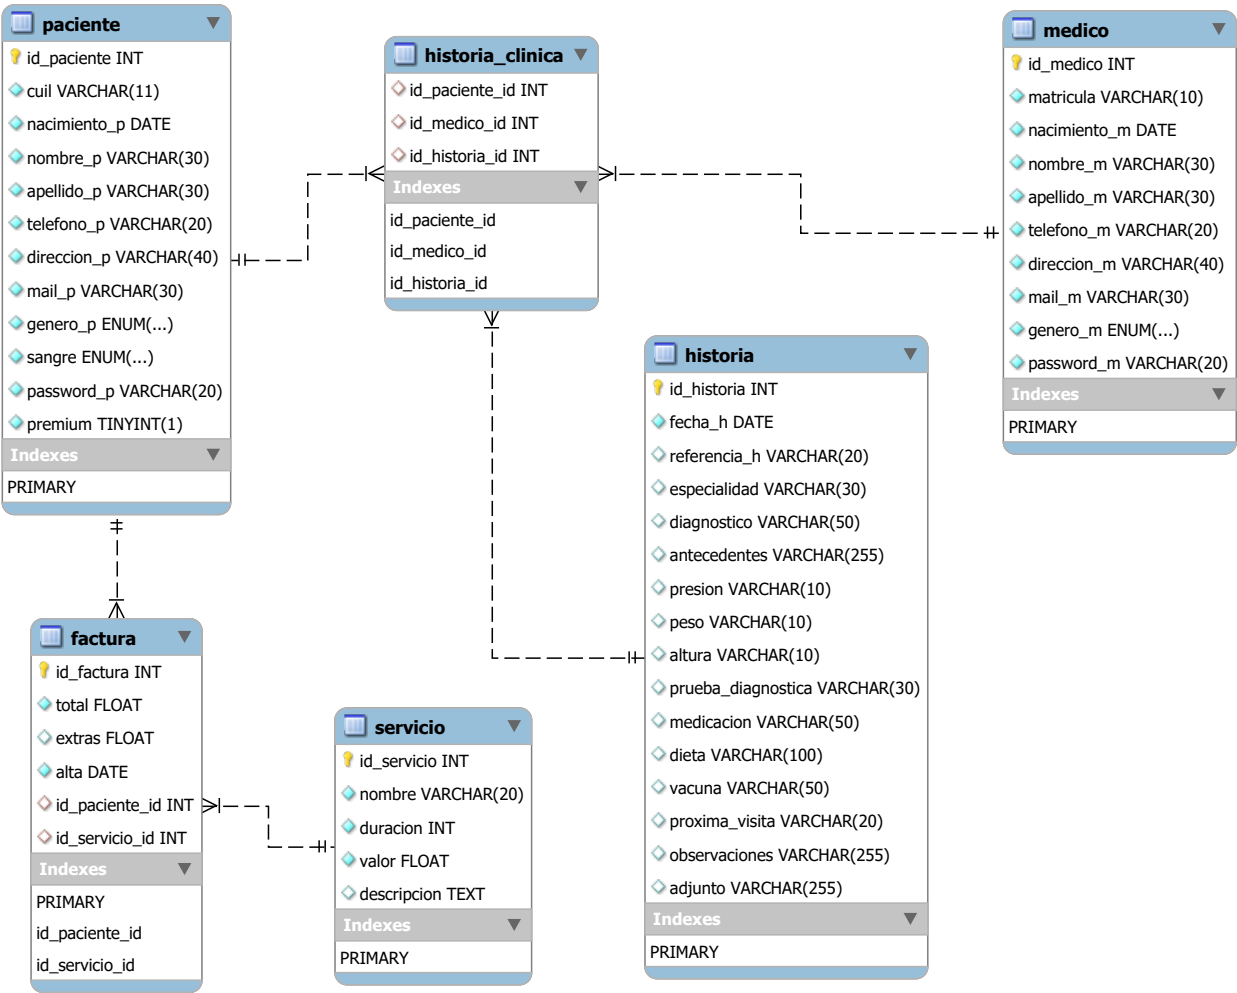 paciente
id_paciente INT
cuil VARCHAR(11)
nacimiento_p DATE
nombre_p VARCHAR(30)
apellido_p VARCHAR(30)
telefono_p VARCHAR(20)
direccion_p VARCHAR(40)
mail_p VARCHAR(30)
genero_p ENUM(...)
sangre ENUM(...)
password_p VARCHAR(20)
premium TINYINT(1)
Indexes
PRIMARY
historia_clinica
id_paciente_id INT
id_medico_id INT
id_historia_id INT
Indexes
id_paciente_id
id_medico_id
id_historia_id
medico
id_medico INT
matricula VARCHAR(10)
nacimiento_m DATE
nombre_m VARCHAR(30)
apellido_m VARCHAR(30)
telefono_m VARCHAR(20)
direccion_m VARCHAR(40)
mail_m VARCHAR(30)
genero_m ENUM(...)
password_m VARCHAR(20)
Indexes
PRIMARY
historia
id_historia INT
fecha_h DATE
referencia_h VARCHAR(20)
especialidad VARCHAR(30)
diagnostico VARCHAR(50)
antecedentes VARCHAR(255)
presion VARCHAR(10)
peso VARCHAR(10)
altura VARCHAR(10)
prueba_diagnostica VARCHAR(30)
medicacion VARCHAR(50)
dieta VARCHAR(100)
vacuna VARCHAR(50)
proxima_visita VARCHAR(20)
observaciones VARCHAR(255)
adjunto VARCHAR(255)
Indexes
PRIMARY
factura
id_factura INT
total FLOAT
extras FLOAT
alta DATE
id_paciente_id INT
id_servicio_id INT
Indexes
PRIMARY
id_paciente_id
id_servicio_id
servicio
id_servicio INT
nombre VARCHAR(20)
duracion INT
valor FLOAT
descripcion TEXT
Indexes
PRIMARY